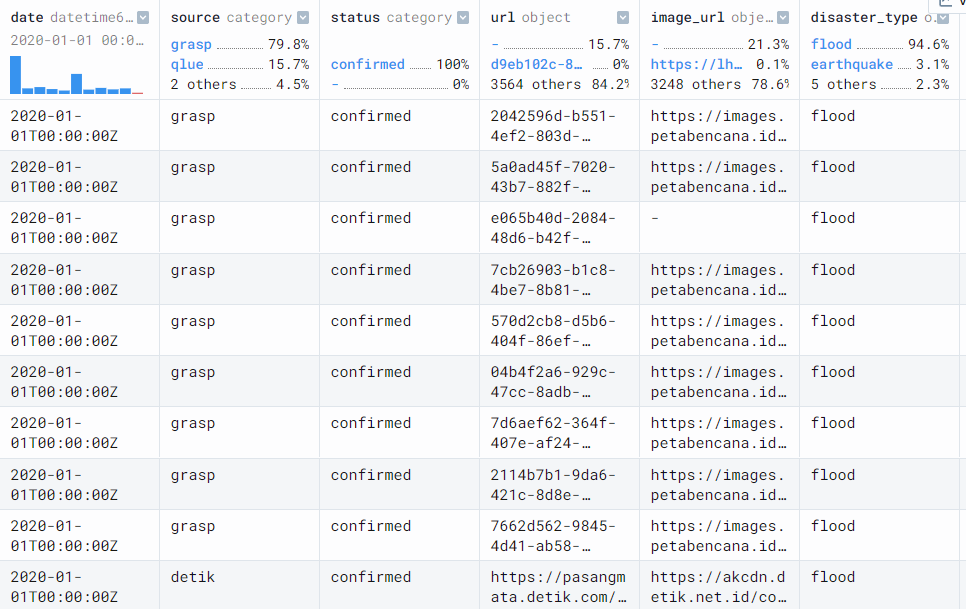 date datetime6… source category status category url object image_url obje… disaster_type o…
2020-01-01 00:0…
grasp 79.8% - 15.7% - 21.3% flood 94.6%
qlue 15.7% confirmed 100% d9eb102c-8… 0% https://lh… 0.1% earthquake 3.1%
2 others 4.5% - 0% 3564 others 84.2% 3248 others 78.6% 5 others 2.3%
2020-01- grasp confirmed 2042596d-b551- https://images. flood
01T00:00:00Z 4ef2-803d-… petabencana.id…
2020-01- grasp confirmed 5a0ad45f-7020- https://images. flood
01T00:00:00Z 43b7-882f-… petabencana.id…
2020-01- grasp confirmed e065b40d-2084- - flood
01T00:00:00Z 48d6-b42f-…
2020-01- grasp confirmed 7cb26903-b1c8- https://images. flood
01T00:00:00Z 4be7-8b81-… petabencana.id…
2020-01- grasp confirmed 570d2cb8-d5b6- https://images. flood
01T00:00:00Z 404f-86ef-… petabencana.id…
2020-01- grasp confirmed 04b4f2a6-929c- https://images. flood
01T00:00:00Z 47cc-8adb-… petabencana.id…
2020-01- grasp confirmed 7d6aef62-364f- https://images. flood
01T00:00:00Z 407e-af24-… petabencana.id…
2020-01- grasp confirmed 2114b7b1-9da6- https://images. flood
01T00:00:00Z 421c-8d8e-… petabencana.id…
2020-01- grasp confirmed 7662d562-9845- https://images. flood
01T00:00:00Z 4d41-ab58-… petabencana.id…
2020-01- detik confirmed https://pasangm https://akcdn.d flood
01T00:00:00Z ata.detik.com/… etik.net.id/co…